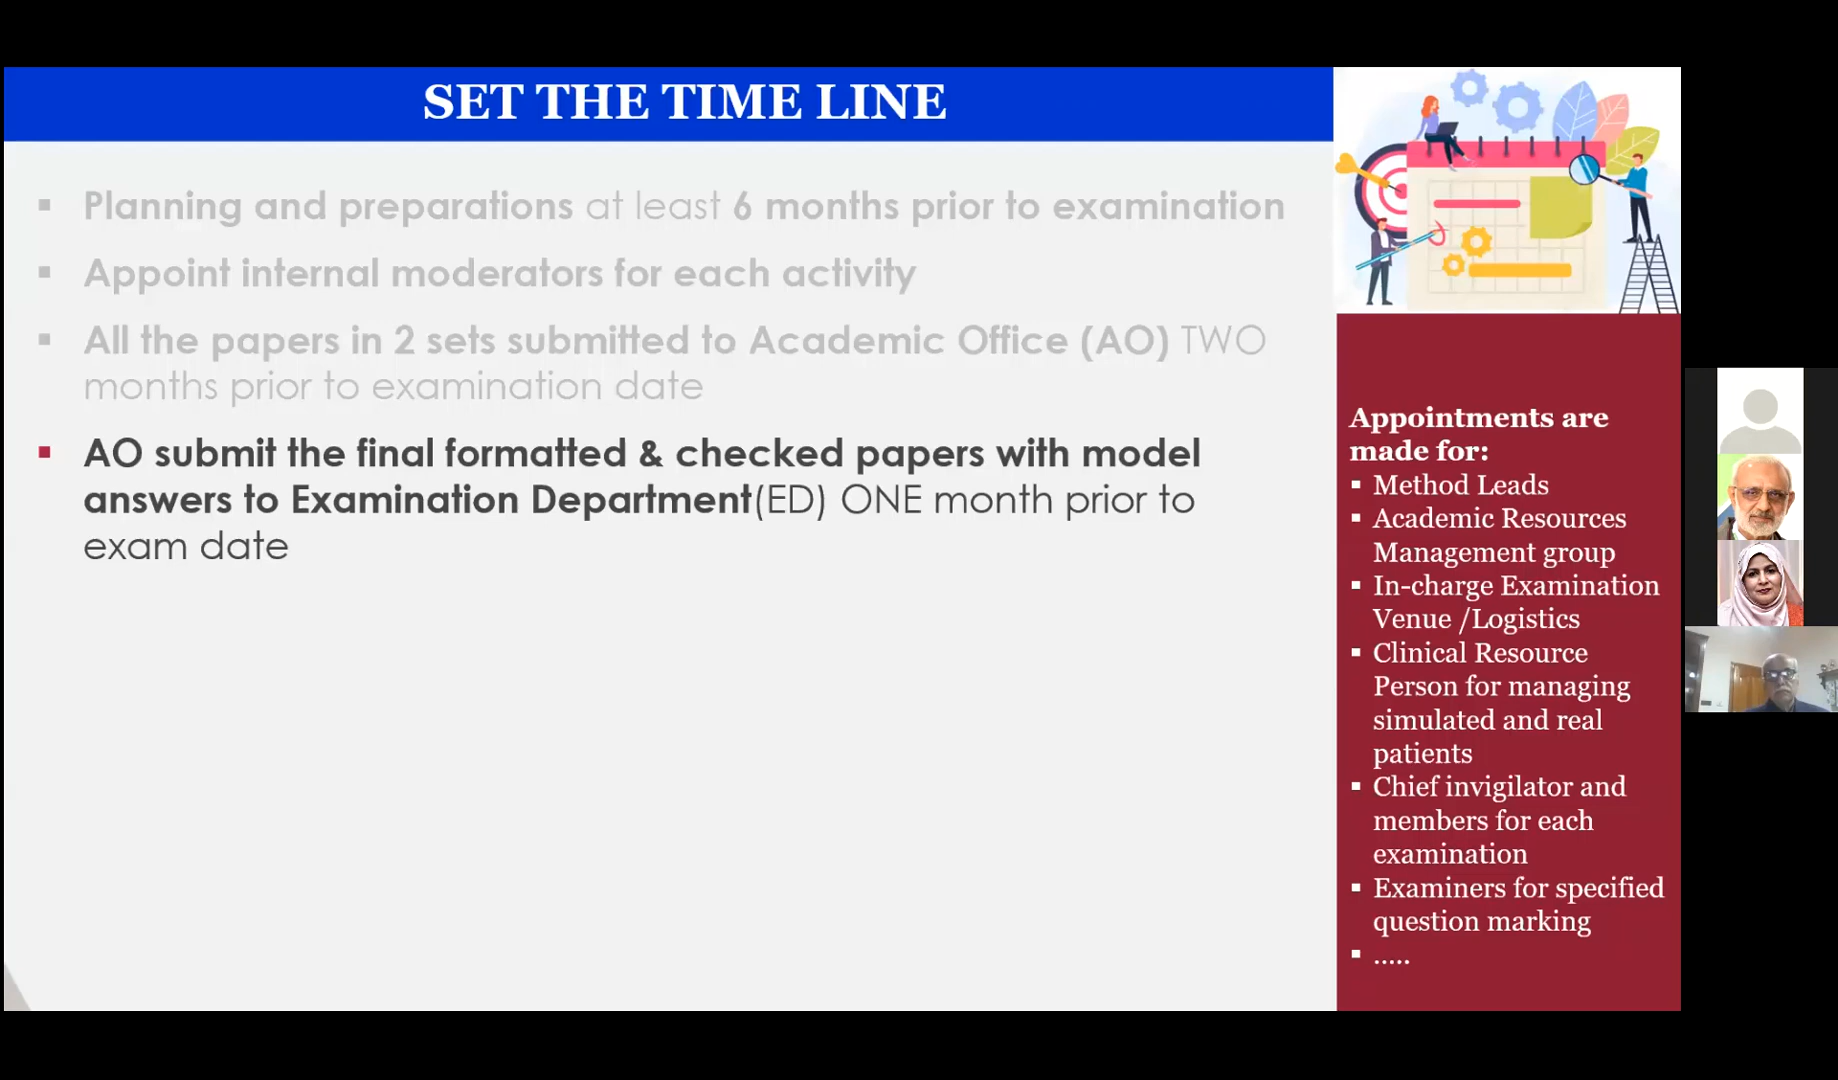 SET THE TIME LINE
▪ Planning and preparations at least 6 months prior to examination
▪ Appoint internal moderators for each activity
▪ All the papers in 2 sets submitted to Academic Office (AO) TWO
months prior to examination date
▪ AO submit the final formatted & checked papers with model
answers to Examination Department(ED) ONE month prior to
exam date
Appointments are
made for:
▪ Method Leads
▪ Academic Resources
Management group
▪ In-charge Examination
Venue /Logistics
▪ Clinical Resource
Person for managing
simulated and real
patients
▪ Chief invigilator and
members for each
examination
▪ Examiners for specified
question marking
▪ .....